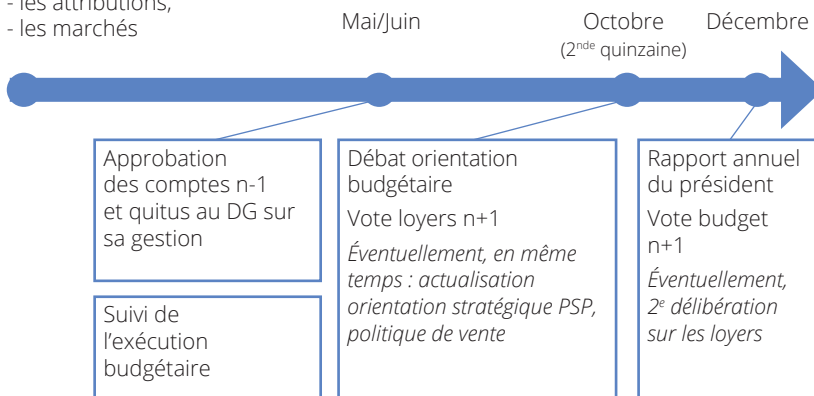 - les attributions,
- les marchés
Mai/Juin
Octobre
(2nde quinzaine)
Décembre
Approbation
des comptes n-1
et quitus au DG sur
sa gestion
Suivi de
l’exécution
budgétaire
Débat orientation
budgétaire
Vote loyers n+1
Éventuellement, en même
temps : actualisation
orientation stratégique PSP,
politique de vente
Rapport annuel
du président
Vote budget
n+1
Éventuellement,
2e délibération
sur les loyers